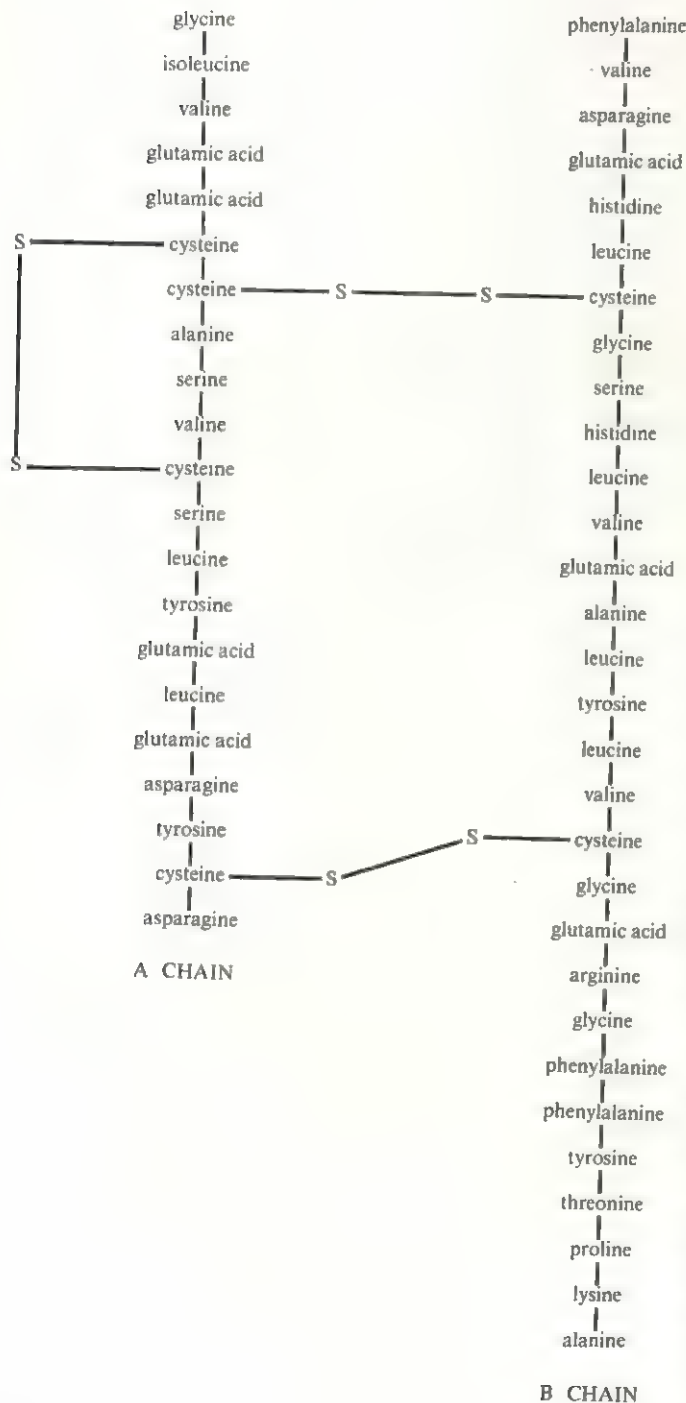 glycine
isoleucine
valine
glutamic acid
glutamic acid
cysteine
cysteine
alanine
serine
valine
cysteine
serine
leucine
tyrosine
glutamic acid
leucine
glutamic acid
asparagine
tyrosine
cysteine
asparagine
A CHAIN
S
S
S
S
S
S
phenylalanine
valine
asparagine
glutamic acid
histidine
leucine
cysteine
glycine
serine
histidine
leucine
valine
glutamic acid
alanine
leucine
tyrosine
leucine
valine
cysteine
glycine
glutamic acid
arginine
glycine
phenylalanine
phenylalanine
tyrosine
threonine
proline
lysine
alanine
B CHAIN